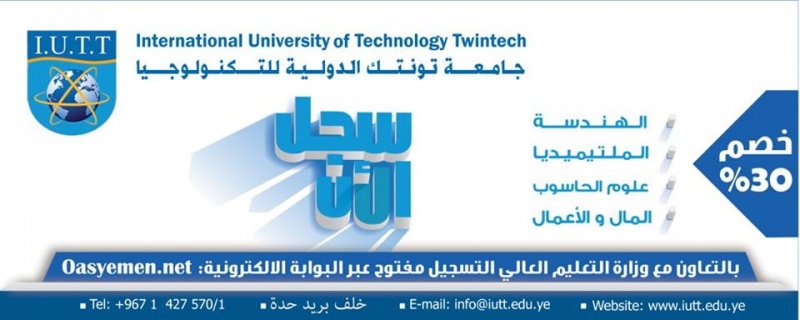 I.U.T.T
International University of Technology Twintech
جامعة تونتك الدولية للتكنولوجيا
سجل
الأن
الهندسة
الملتيميديا
علوم الحاسوب
المال و الأعمال
خصم
%30
بالتعاون مع وزارة التعليم العالي التسجيل مفتوح عبر البوابة الالكترونية: Oasyemen.net
▪ Tel: +967 1 427 570/1 ▪ خلف بريد حدة ▪ E-mail: info@iutt.edu.ye ▪ Website: www.iutt.edu.ye